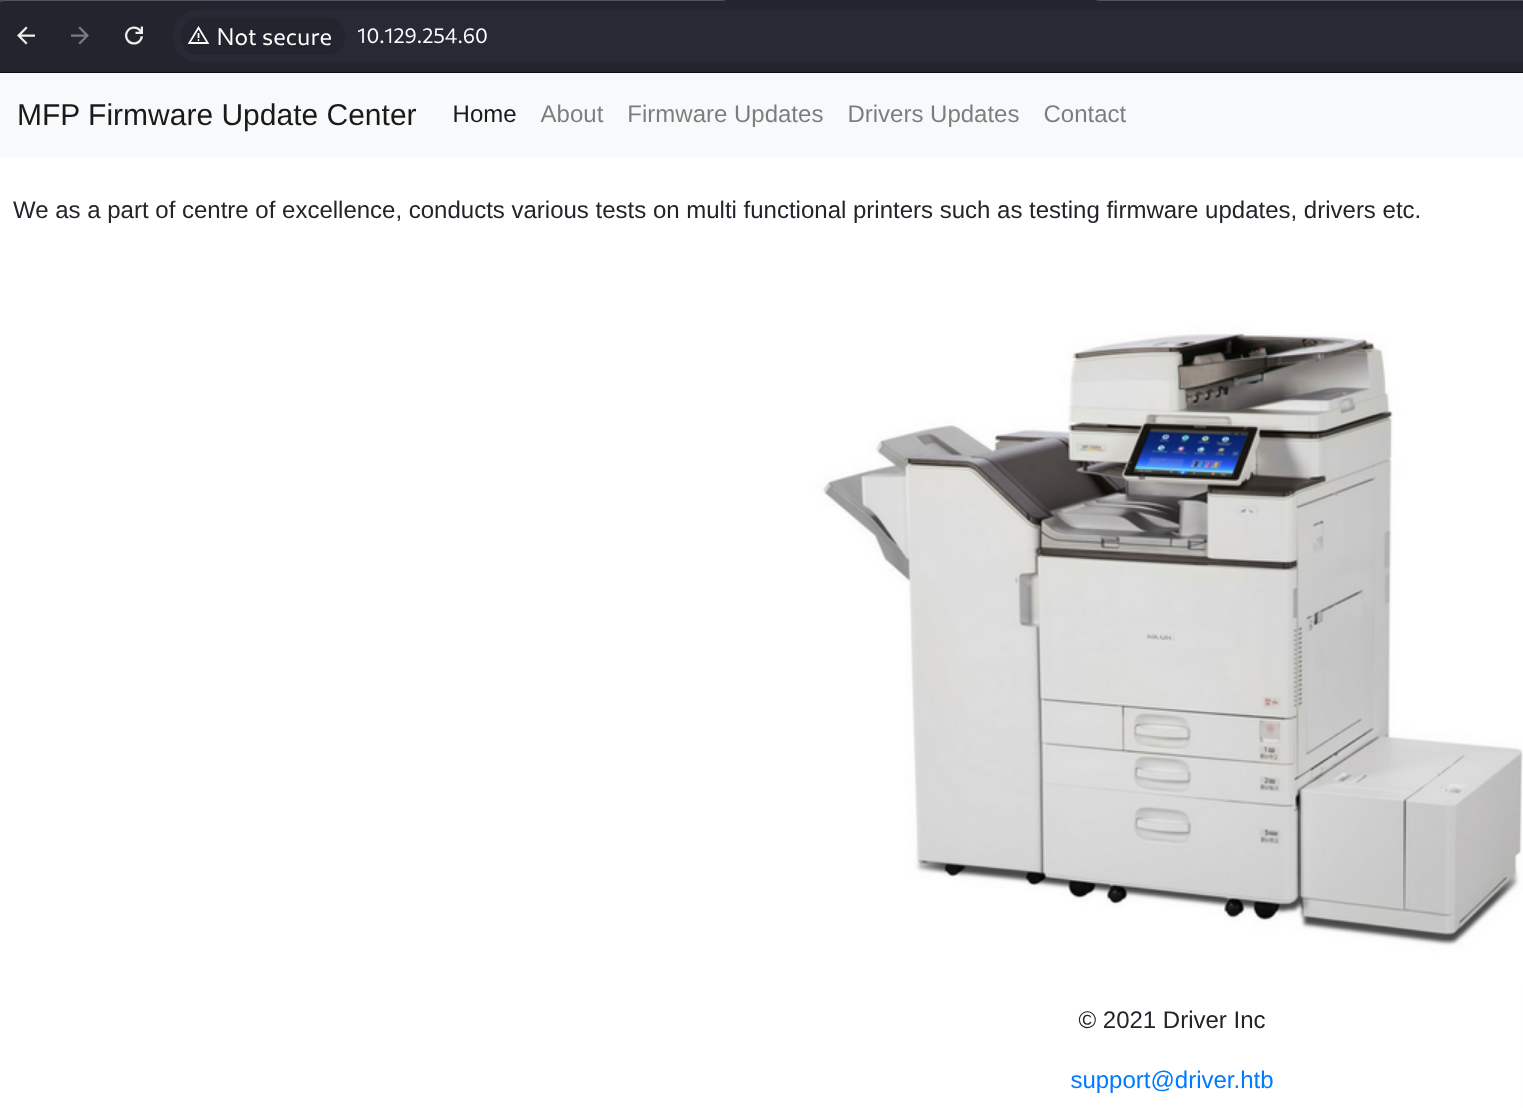 Not secure 10.129.254.60
MFP Firmware Update Center Home About Firmware Updates Drivers Updates Contact
We as a part of centre of excellence, conducts various tests on multi functional printers such as testing firmware updates, drivers etc.
© 2021 Driver Inc
support@driver.htb